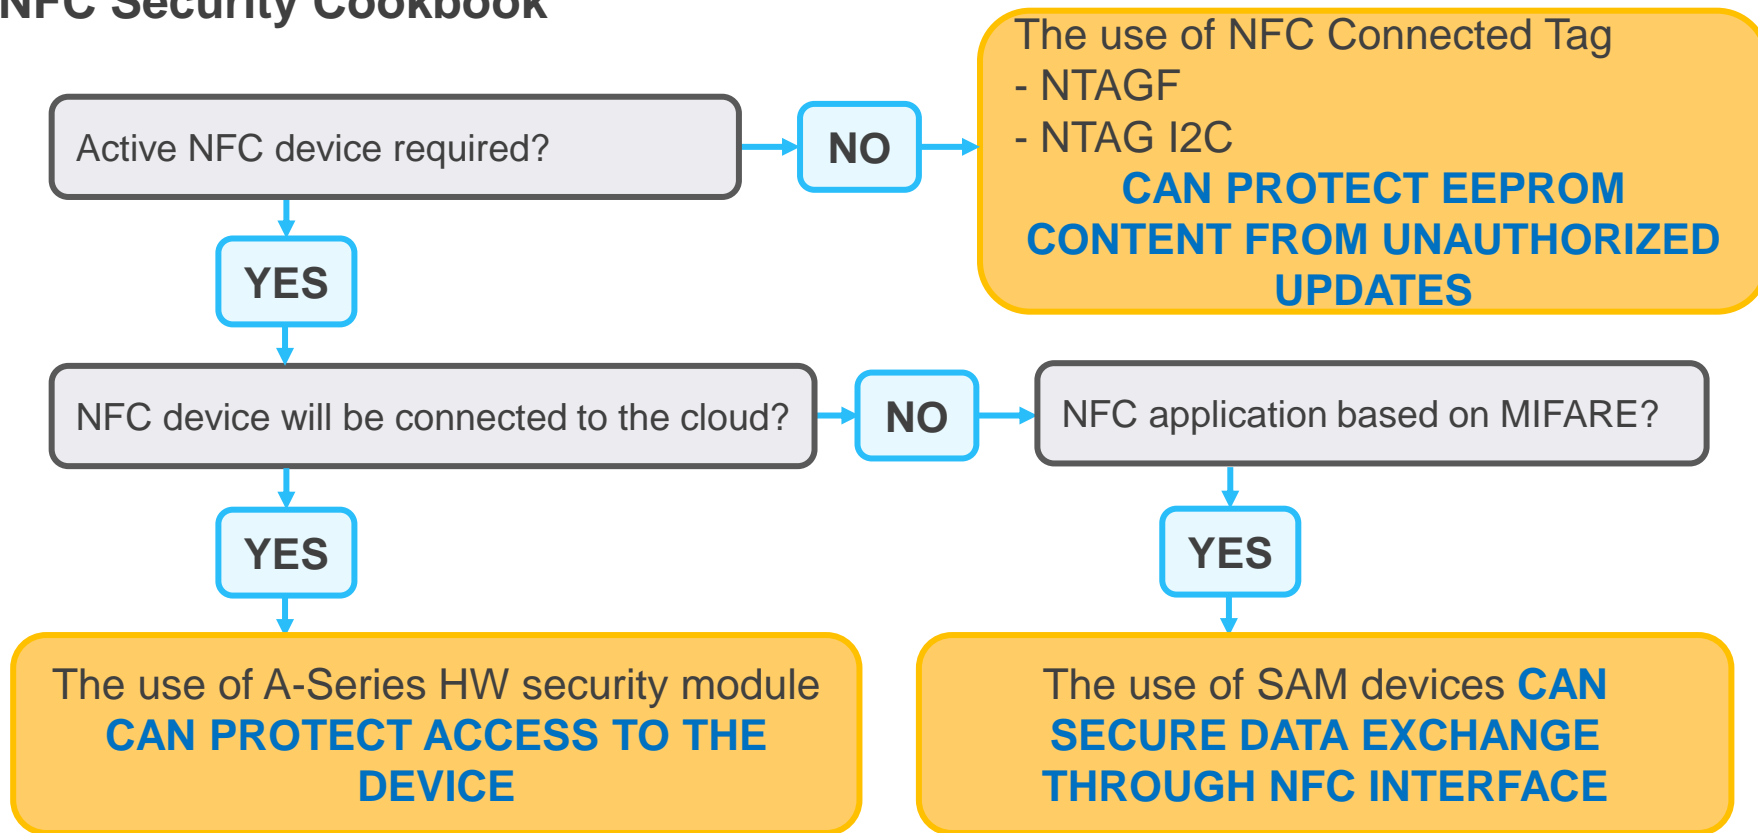 NFC Security Cookbook
Active NFC device required?
NO
The use of NFC Connected Tag
- NTAGF
- NTAG I2C
CAN PROTECT EEPROM
CONTENT FROM UNAUTHORIZED
UPDATES
YES
NFC device will be connected to the cloud?
NO
NFC application based on MIFARE?
YES
YES
The use of A-Series HW security module
CAN PROTECT ACCESS TO THE
DEVICE
The use of SAM devices CAN
SECURE DATA EXCHANGE
THROUGH NFC INTERFACE